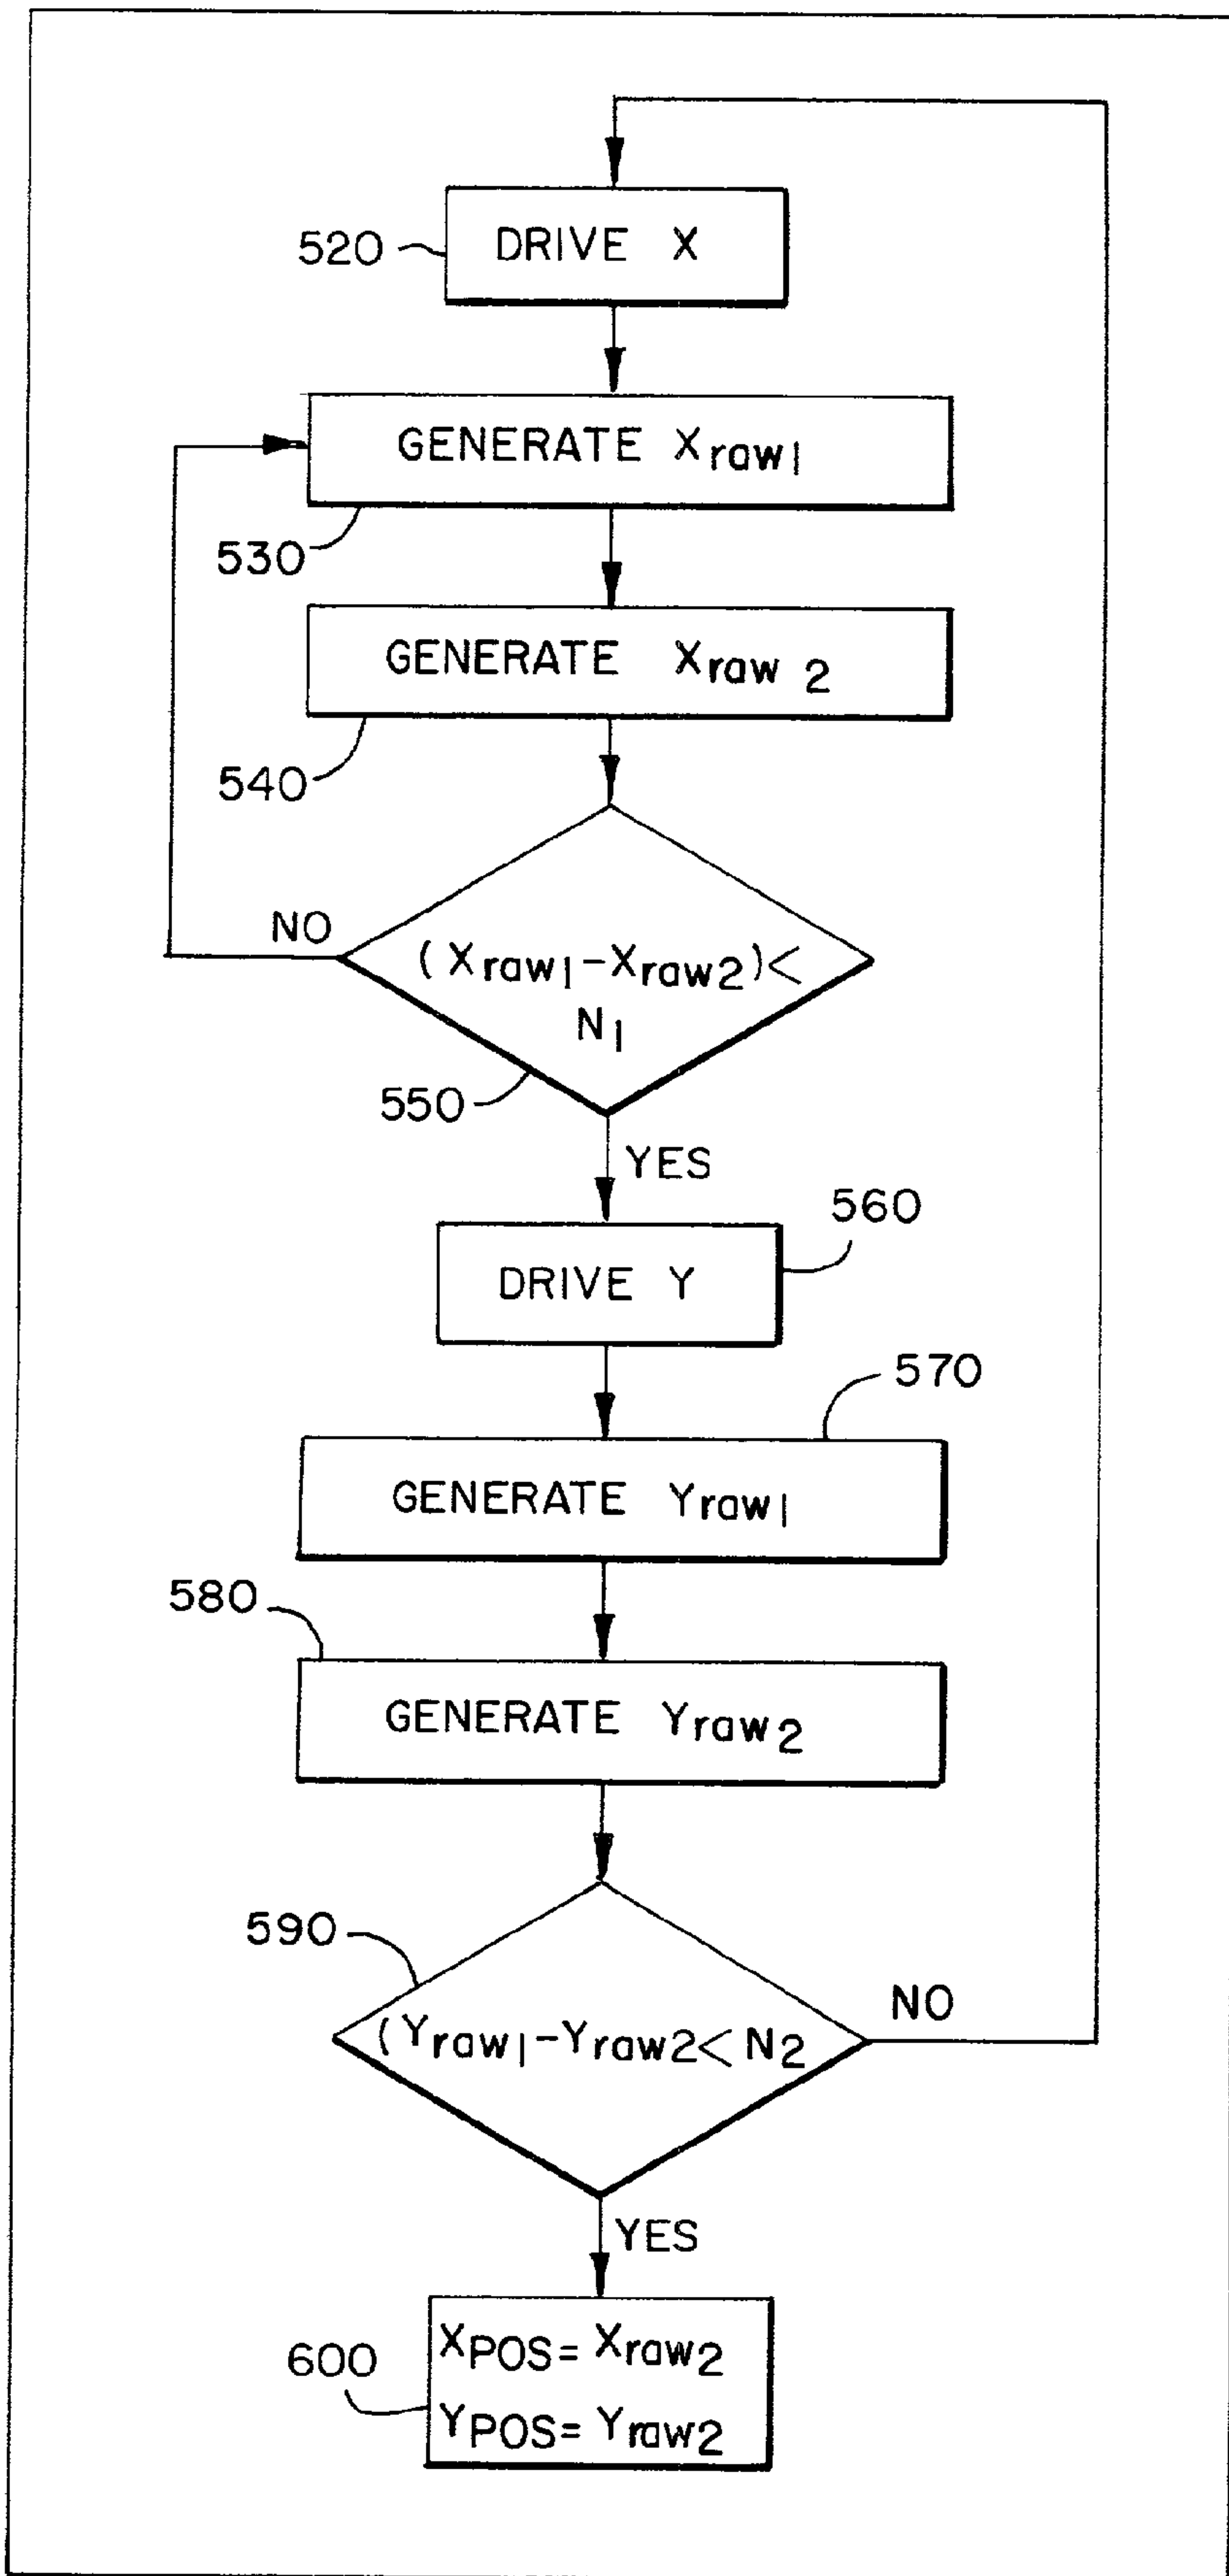 520
DRIVE X
GENERATE Xraw1
530
GENERATE Xraw 2
540
NO
(Xraw1-Xraw2)<
N1
550
YES
560
DRIVE Y
570
GENERATE Yraw1
580
GENERATE Yraw2
590
NO
(Yraw1-Yraw2<N2
YES
600
XPOS= Xraw2
YPOS= Yraw2